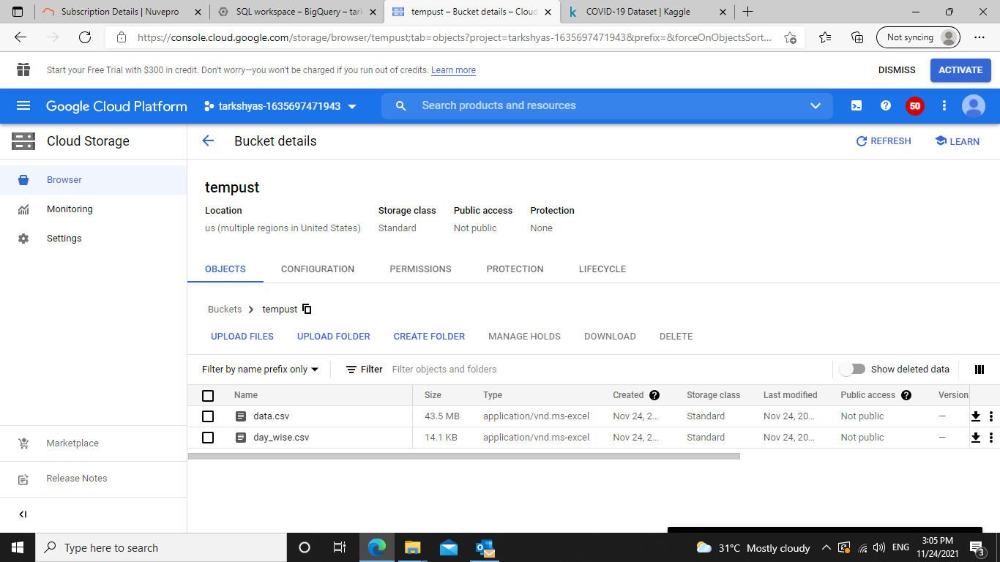 Subscription Details | Nuvepro
SQL workspace – BigQuery – tar
tempust – Bucket details – Cloud
COVID-19 Dataset | Kaggle
https://console.cloud.google.com/storage/browser/tempust;tab=objects?project=tarkshyas-1635697471943&prefix=&forceOnObjectsSort...
Not syncing
Start your Free Trial with $300 in credit. Don't worry—you won't be charged if you run out of credits. Learn more
DISMISS
ACTIVATE
Google Cloud Platform
tarkshyas-1635697471943
Search products and resources
50
Cloud Storage
Bucket details
REFRESH
LEARN
Browser
Monitoring
Settings
Marketplace
Release Notes
tempust
Location Storage class Public access Protection
us (multiple regions in United States) Standard Not public None
OBJECTS CONFIGURATION PERMISSIONS PROTECTION LIFECYCLE
Buckets > tempust
UPLOAD FILES UPLOAD FOLDER CREATE FOLDER MANAGE HOLDS DOWNLOAD DELETE
Filter by name prefix only Filter Filter objects and folders Show deleted data
Name Size Type Created Storage class Last modified Public access Version
data.csv 43.5 MB application/vnd.ms-excel Nov 24, 2... Standard Nov 24, 20... Not public —
day_wise.csv 14.1 KB application/vnd.ms-excel Nov 24, 2... Standard Nov 24, 20... Not public —
Type here to search
31°C Mostly cloudy
ENG
3:05 PM
11/24/2021
3